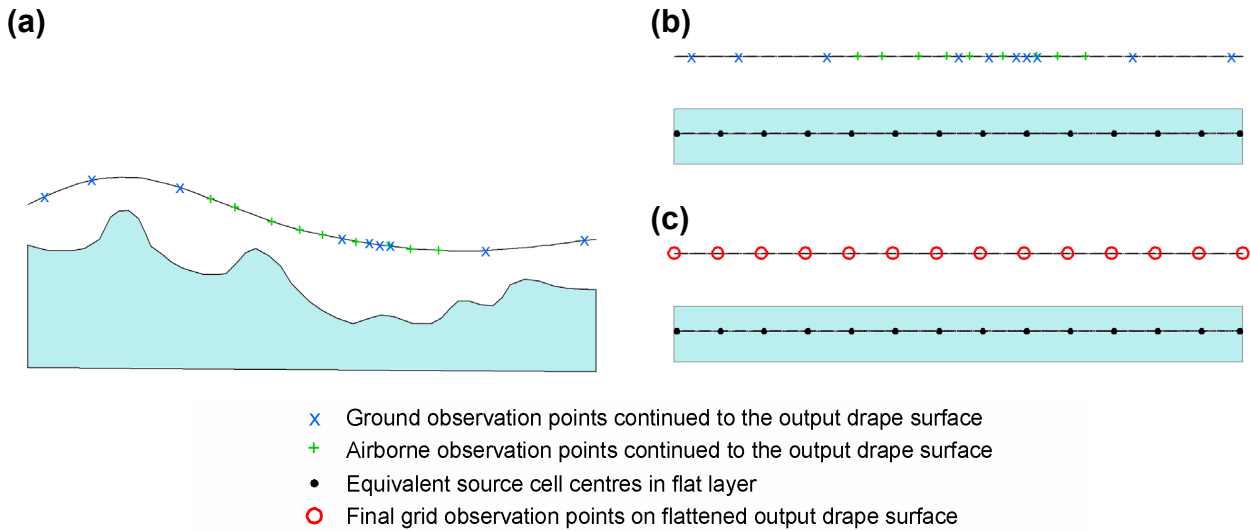 (a)
(b)
(c)
Ground observation points continued to the output drape surface
Airborne observation points continued to the output drape surface
Equivalent source cell centres in flat layer
Final grid observation points on flattened output drape surface